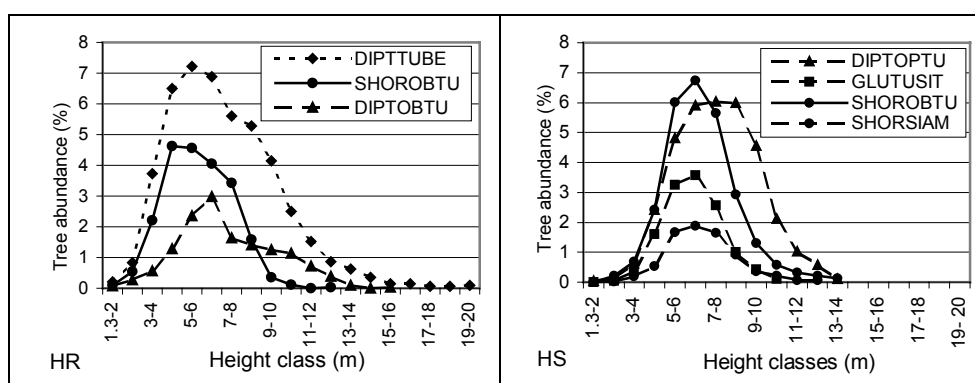 8
7
6
5
4
3
2
1
0
Tree abundance (%)
DIPTTUBE
SHOROBTU
DIPTOBTU
1.3-2
3-4
5-6
7-8
9-10
11-12
13-14
15-16
17-18
19-20
HR
Height class (m)
8
7
6
5
4
3
2
1
0
Tree abundance (%)
DIPTOPTU
GLUTUSIT
SHOROBTU
SHORSIAM
1.3-2
3-4
5-6
7-8
9-10
11-12
13-14
15-16
17-18
19- 20
HS
Height classes (m)